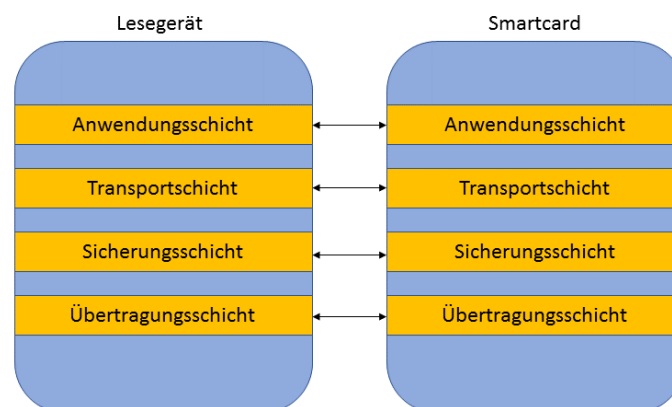 Lesegerät
Smartcard
Anwendungsschicht
Anwendungsschicht
Transportschicht
Transportschicht
Sicherungsschicht
Sicherungsschicht
Übertragungsschicht
Übertragungsschicht